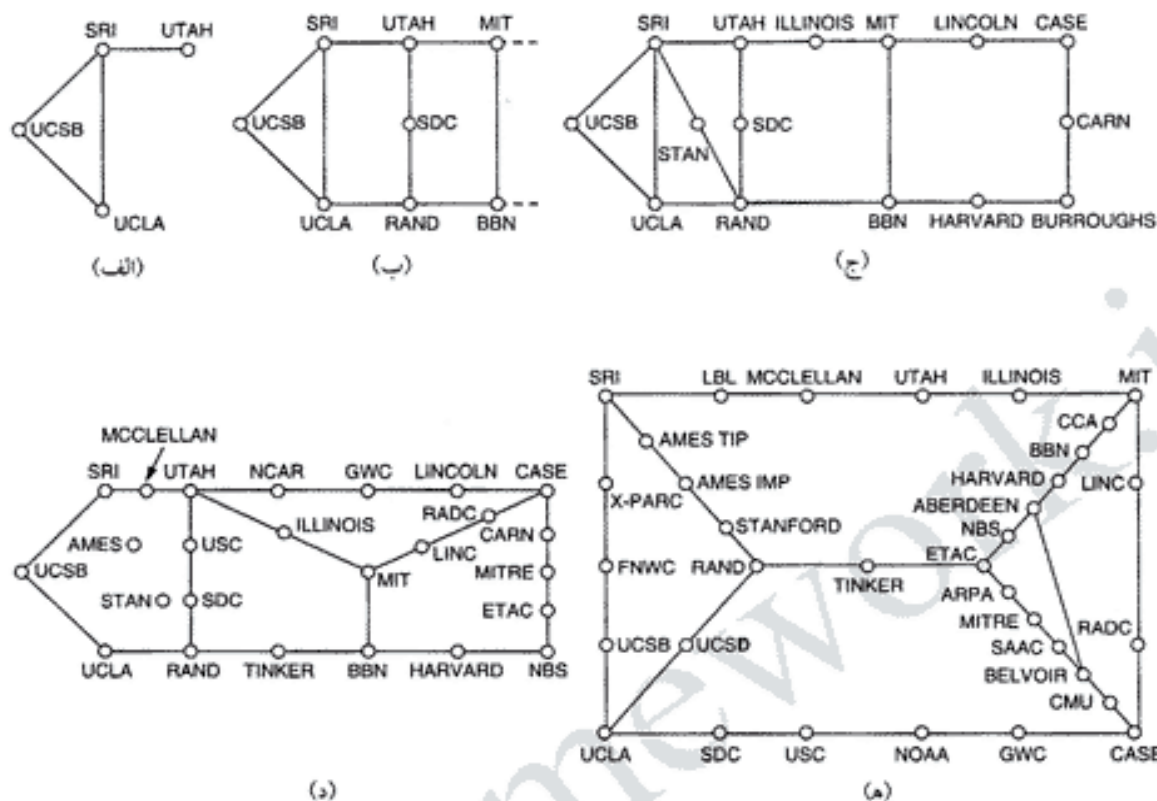 SRI UTAH
UCSB
UCLA
(الف)
SRI UTAH MIT
UCSB SDC
UCLA RAND BBN
(ب)
SRI UTAH ILLINOIS MIT LINCOLN CASE
UCSB STAN SDC CARN
UCLA RAND BBN HARVARD BURROUGHS
(ج)
MCCLELLAN
SRI UTAH NCAR GWC LINCOLN CASE
RADC
ILLINOIS CARN
AMES USC LINC
UCSB MIT MITRE
STAN SDC ETAC
UCLA RAND TINKER BBN HARVARD NBS
(د)
SRI LBL MCCLELLAN UTAH ILLINOIS MIT
CCA
AMES TIP BBN
AMES IMP HARVARD LINC
X-PARC ABERDEEN
STANFORD NBS
FNWC RAND TINKER ETAC
ARPA
MITRE
UCSB UCSD SAAC RADC
BELVOIR
CMU
UCLA SDC USC NOAA GWC CASE
(ه)